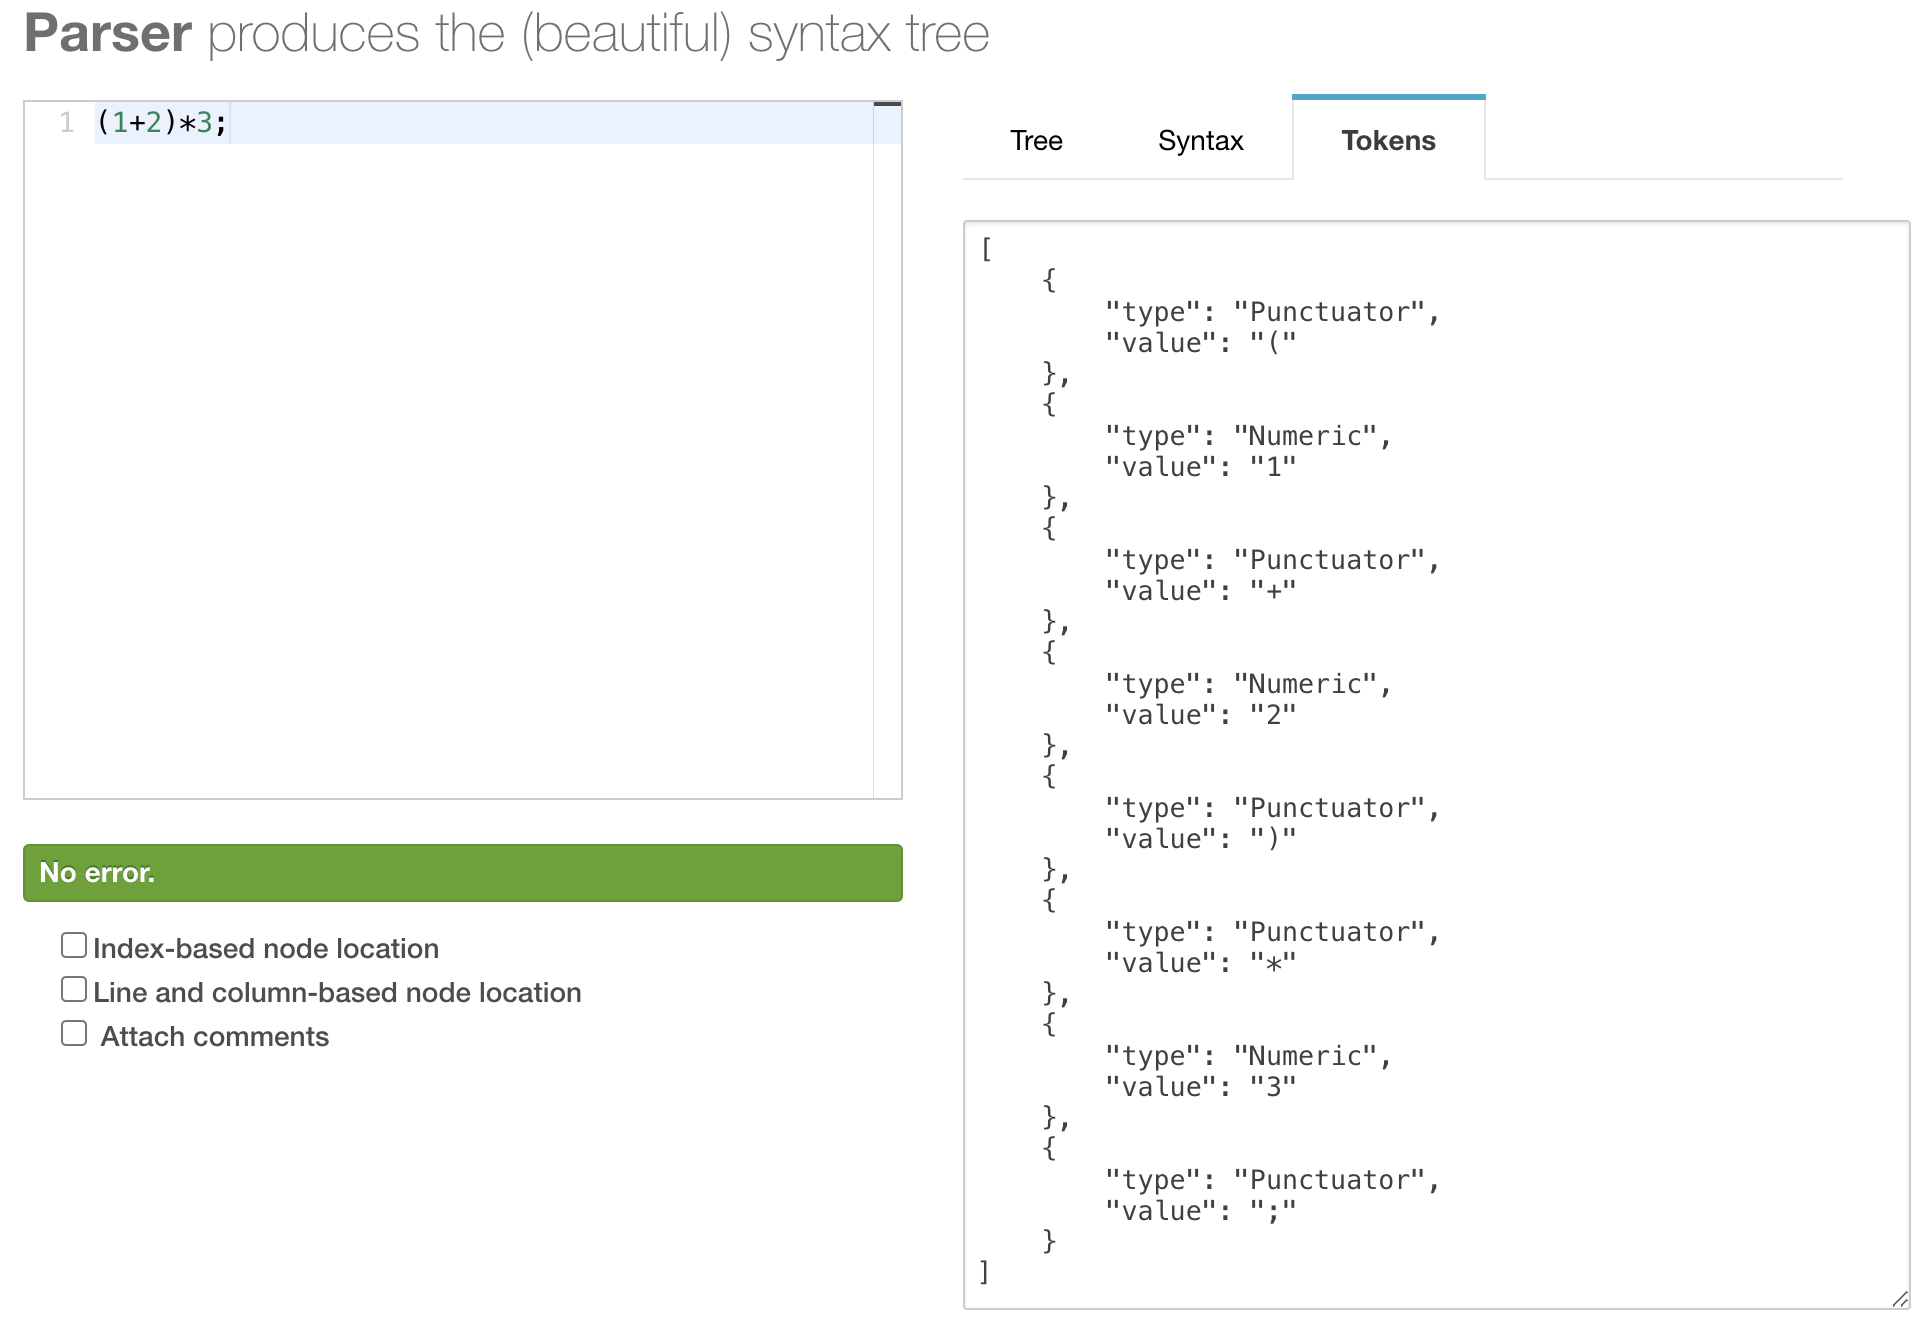 Parser produces the (beautiful) syntax tree
1 (1+2)*3;
No error.
Index-based node location
Line and column-based node location
Attach comments
Tree Syntax Tokens
[
    {
        "type": "Punctuator",
        "value": "("
    },
    {
        "type": "Numeric",
        "value": "1"
    },
    {
        "type": "Punctuator",
        "value": "+"
    },
    {
        "type": "Numeric",
        "value": "2"
    },
    {
        "type": "Punctuator",
        "value": ")"
    },
    {
        "type": "Punctuator",
        "value": "*"
    },
    {
        "type": "Numeric",
        "value": "3"
    },
    {
        "type": "Punctuator",
        "value": ";"
    }
]